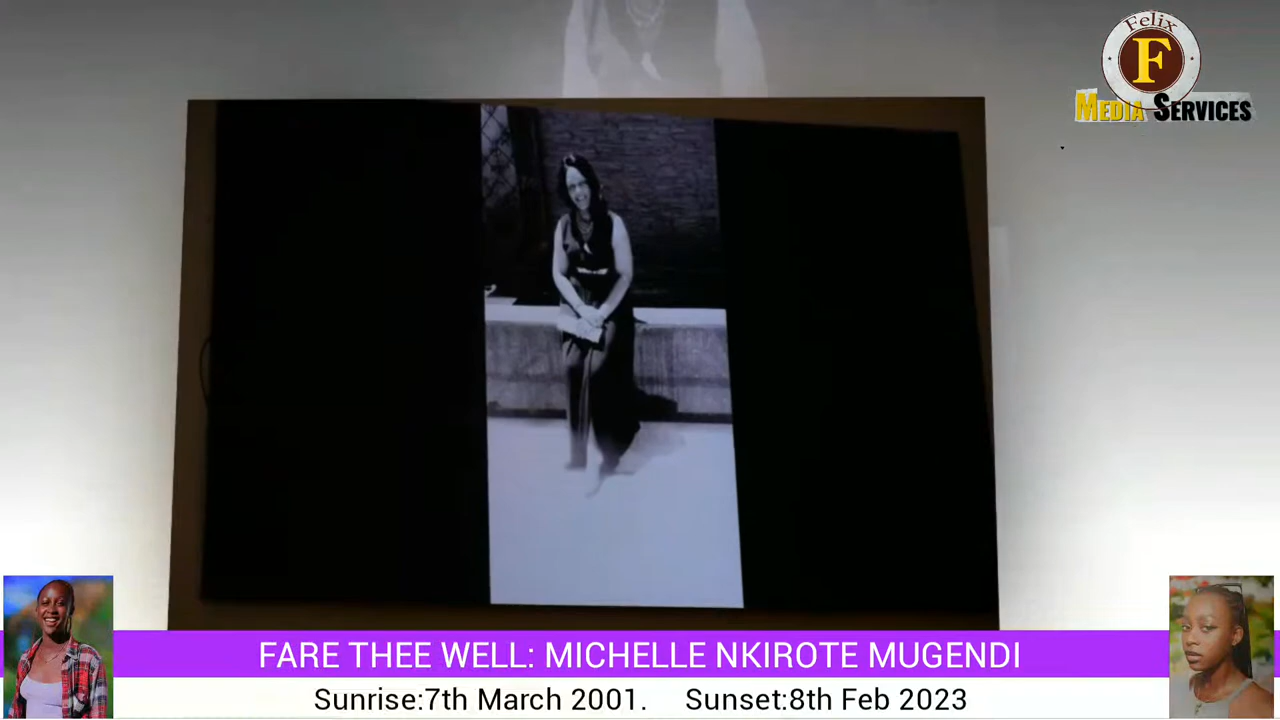 Felix
F
MEDIA SERVICES
FARE THEE WELL: MICHELLE NKIROTE MUGENDI
Sunrise:7th March 2001. Sunset:8th Feb 2023